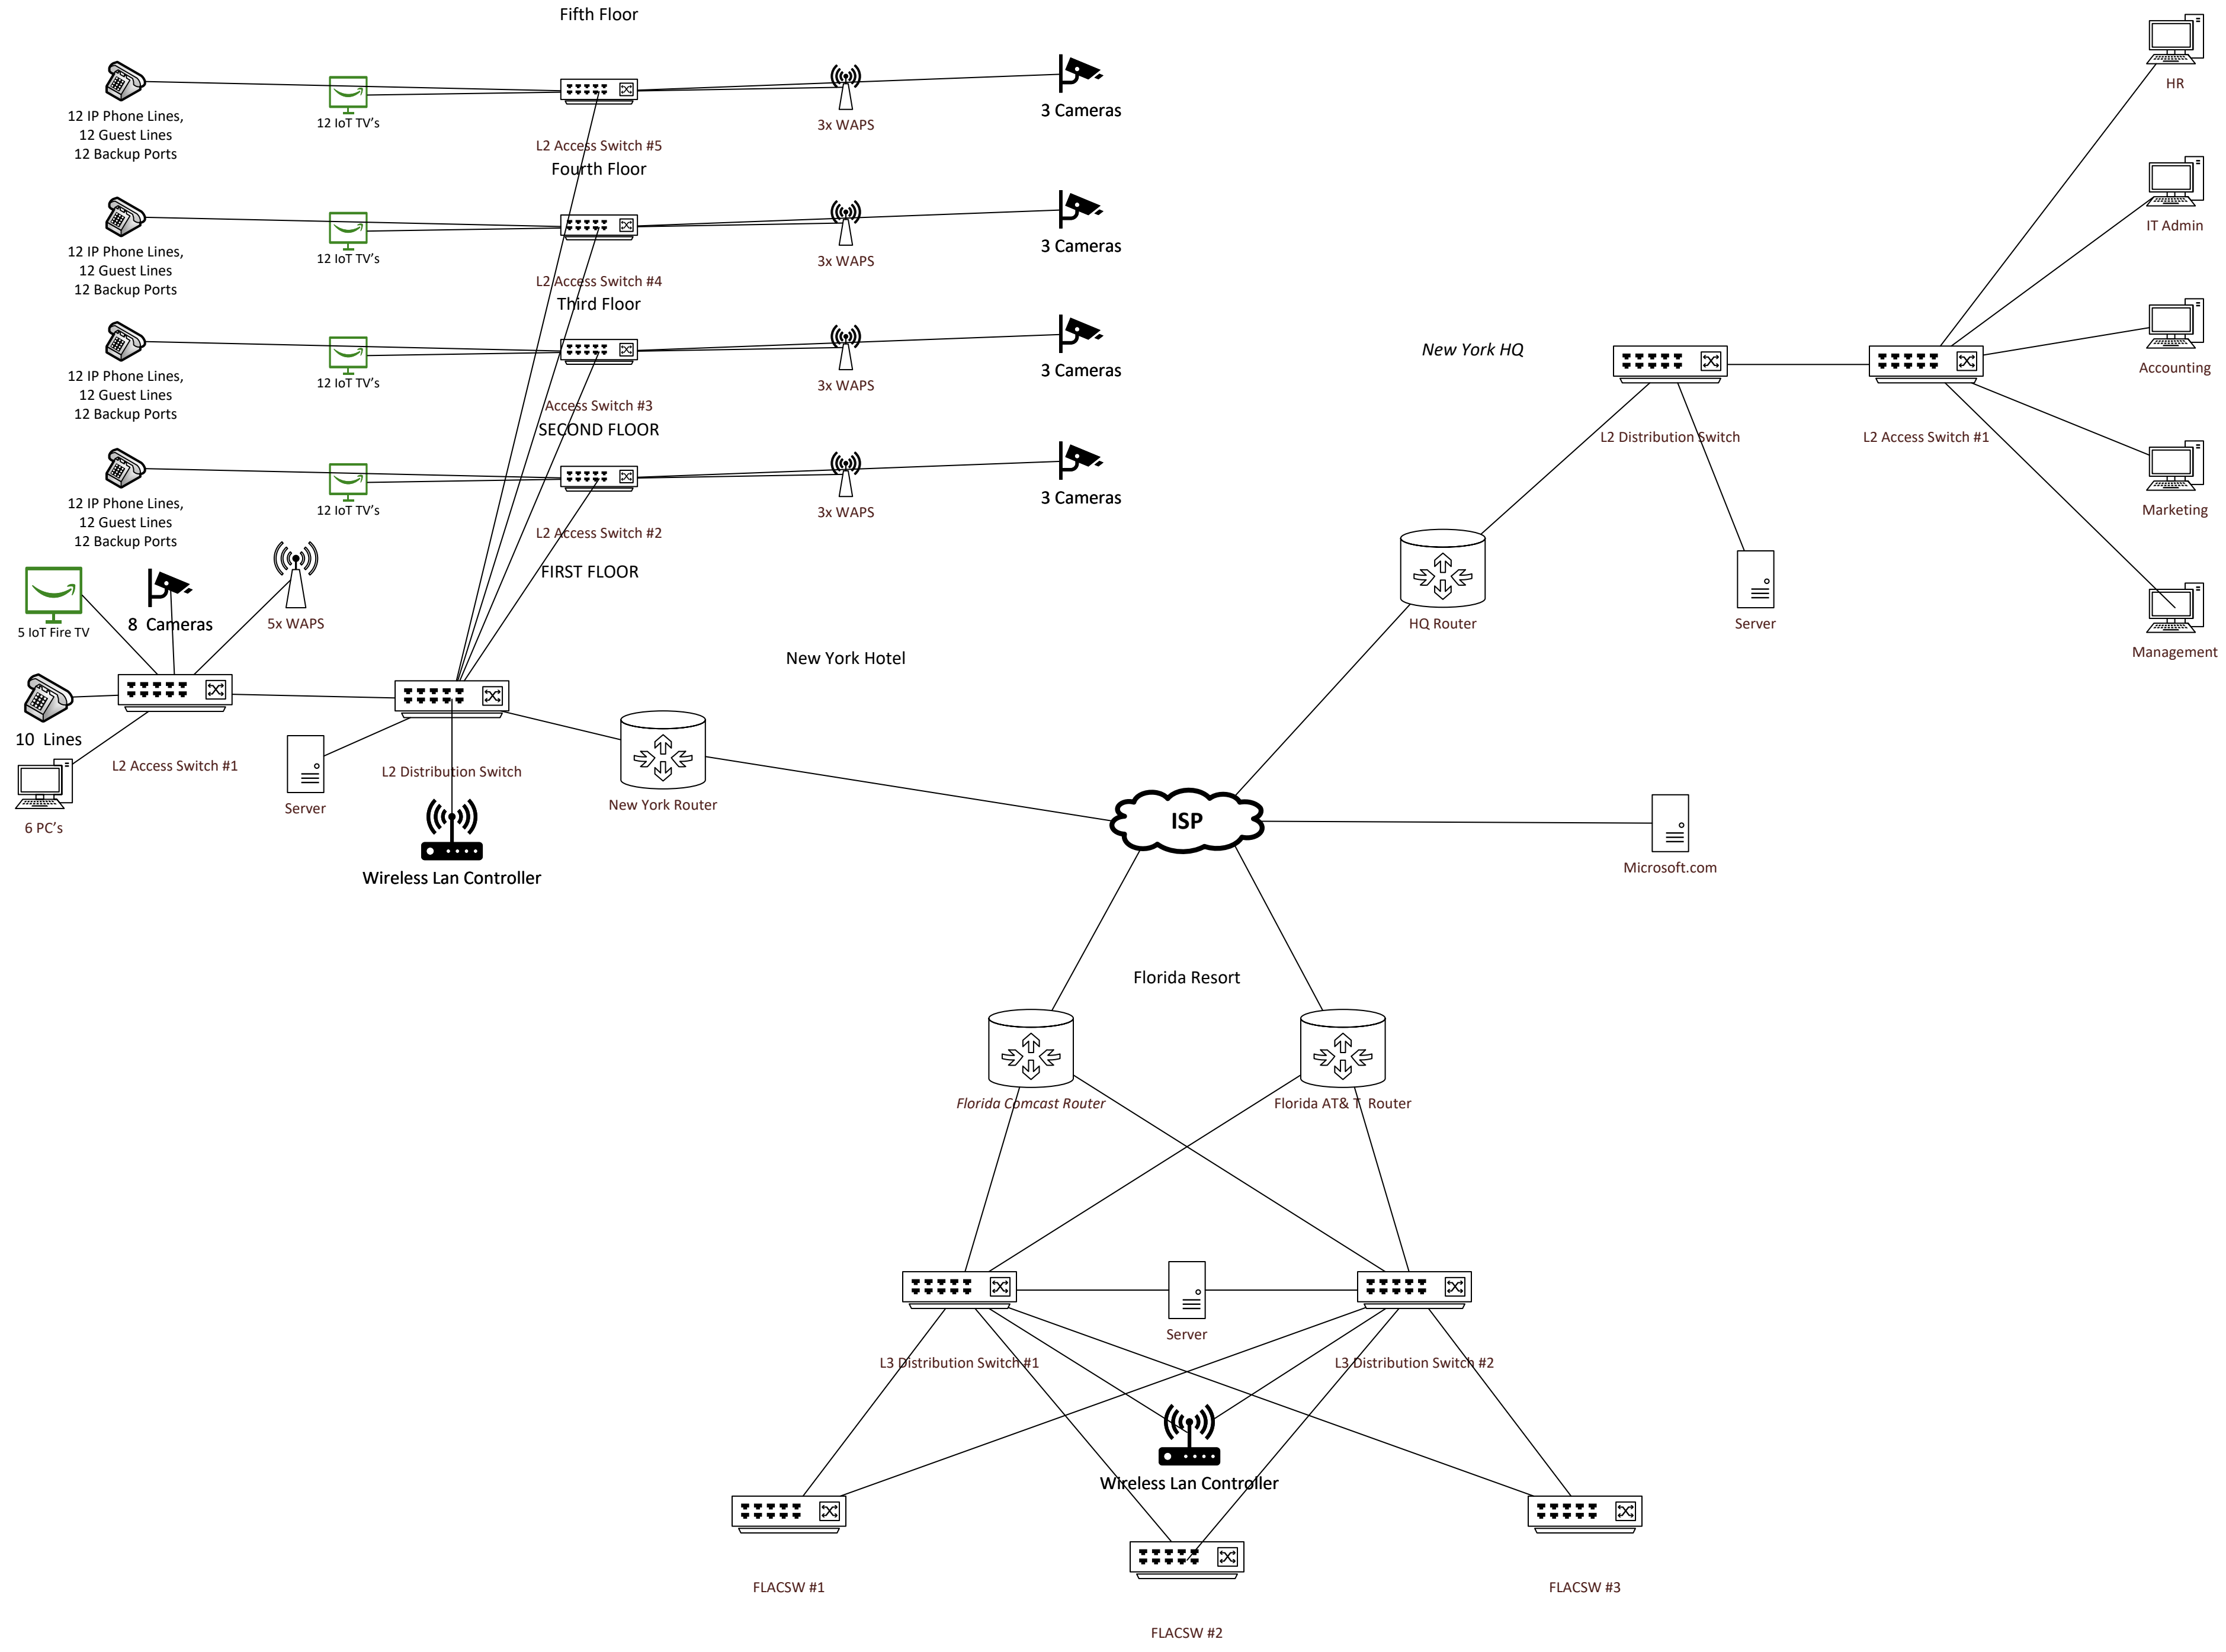 Fifth Floor
12 IP Phone Lines,
12 Guest Lines
12 Backup Ports
12 IoT TV's
L2 Access Switch #5
3x WAPS
3 Cameras
Fourth Floor
12 IP Phone Lines,
12 Guest Lines
12 Backup Ports
12 IoT TV's
L2 Access Switch #4
3x WAPS
3 Cameras
Third Floor
12 IP Phone Lines,
12 Guest Lines
12 Backup Ports
12 IoT TV's
Access Switch #3
3x WAPS
3 Cameras
SECOND FLOOR
12 IP Phone Lines,
12 Guest Lines
12 Backup Ports
12 IoT TV's
L2 Access Switch #2
3x WAPS
3 Cameras
FIRST FLOOR
5 IoT Fire TV
8 Cameras
5x WAPS
10 Lines
6 PC's
L2 Access Switch #1
Server
L2 Distribution Switch
Wireless Lan Controller
New York Hotel
New York Router
New York HQ
L2 Distribution Switch
L2 Access Switch #1
HR
IT Admin
Accounting
Marketing
Management
HQ Router
Server
ISP
Microsoft.com
Florida Resort
Florida Comcast Router
Florida AT& T Router
Server
L3 Distribution Switch #1
L3 Distribution Switch #2
Wireless Lan Controller
FLACSW #1
FLACSW #2
FLACSW #3